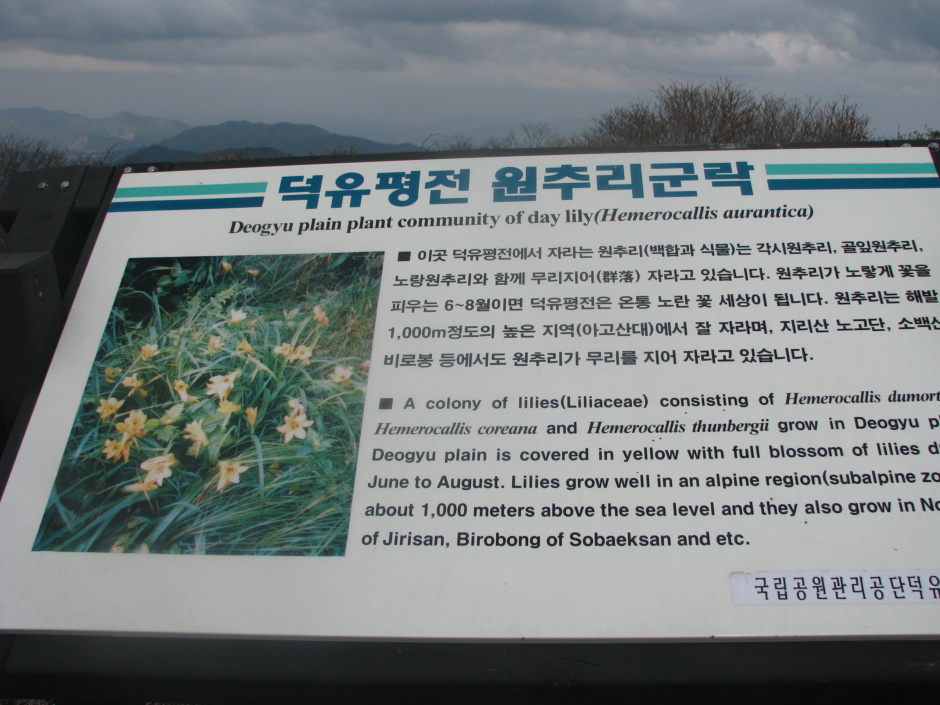 덕유평전 원추리군락
Deogyu plain plant community of day lily(Hemerocallis aurantica)
■ 이곳 덕유평전에서 자라는 원추리(백합과 식물)는 각시원추리, 골잎원추리,
노랑원추리와 함께 무리지어(群落) 자라고 있습니다. 원추리가 노랗게 꽃을
피우는 6~8월이면 덕유평전은 온통 노란 꽃 세상이 됩니다. 원추리는 해발
1,000m정도의 높은 지역(아고산대)에서 잘 자라며, 지리산 노고단, 소백산
비로봉 등에서도 원추리가 무리를 지어 자라고 있습니다.
■ A colony of lilies(Liliaceae) consisting of Hemerocallis dumort
Hemerocallis coreana and Hemerocallis thunbergii grow in Deogyu pl
Deogyu plain is covered in yellow with full blossom of lilies d
June to August. Lilies grow well in an alpine region(subalpine zo
about 1,000 meters above the sea level and they also grow in No
of Jirisan, Birobong of Sobaeksan and etc.
국립공원관리공단덕유